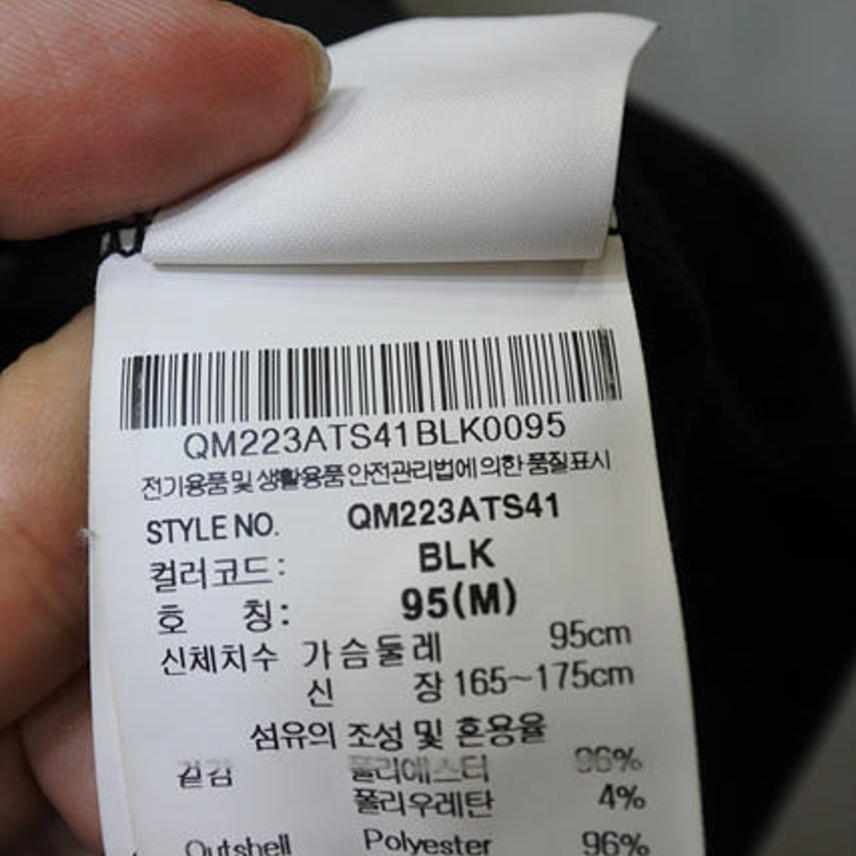 QM223ATS41BLK0095
전기용품 및 생활용품 안전관리법에 의한 품질표시
STYLE NO. QM223ATS41
컬러코드: BLK
호 칭: 95(M)
신체치수 가슴둘레 95cm
신 장 165~175cm
섬유의 조성 및 혼용율
겉감 폴리에스터 96%
폴리우레탄 4%
Outshell Polyester 96%